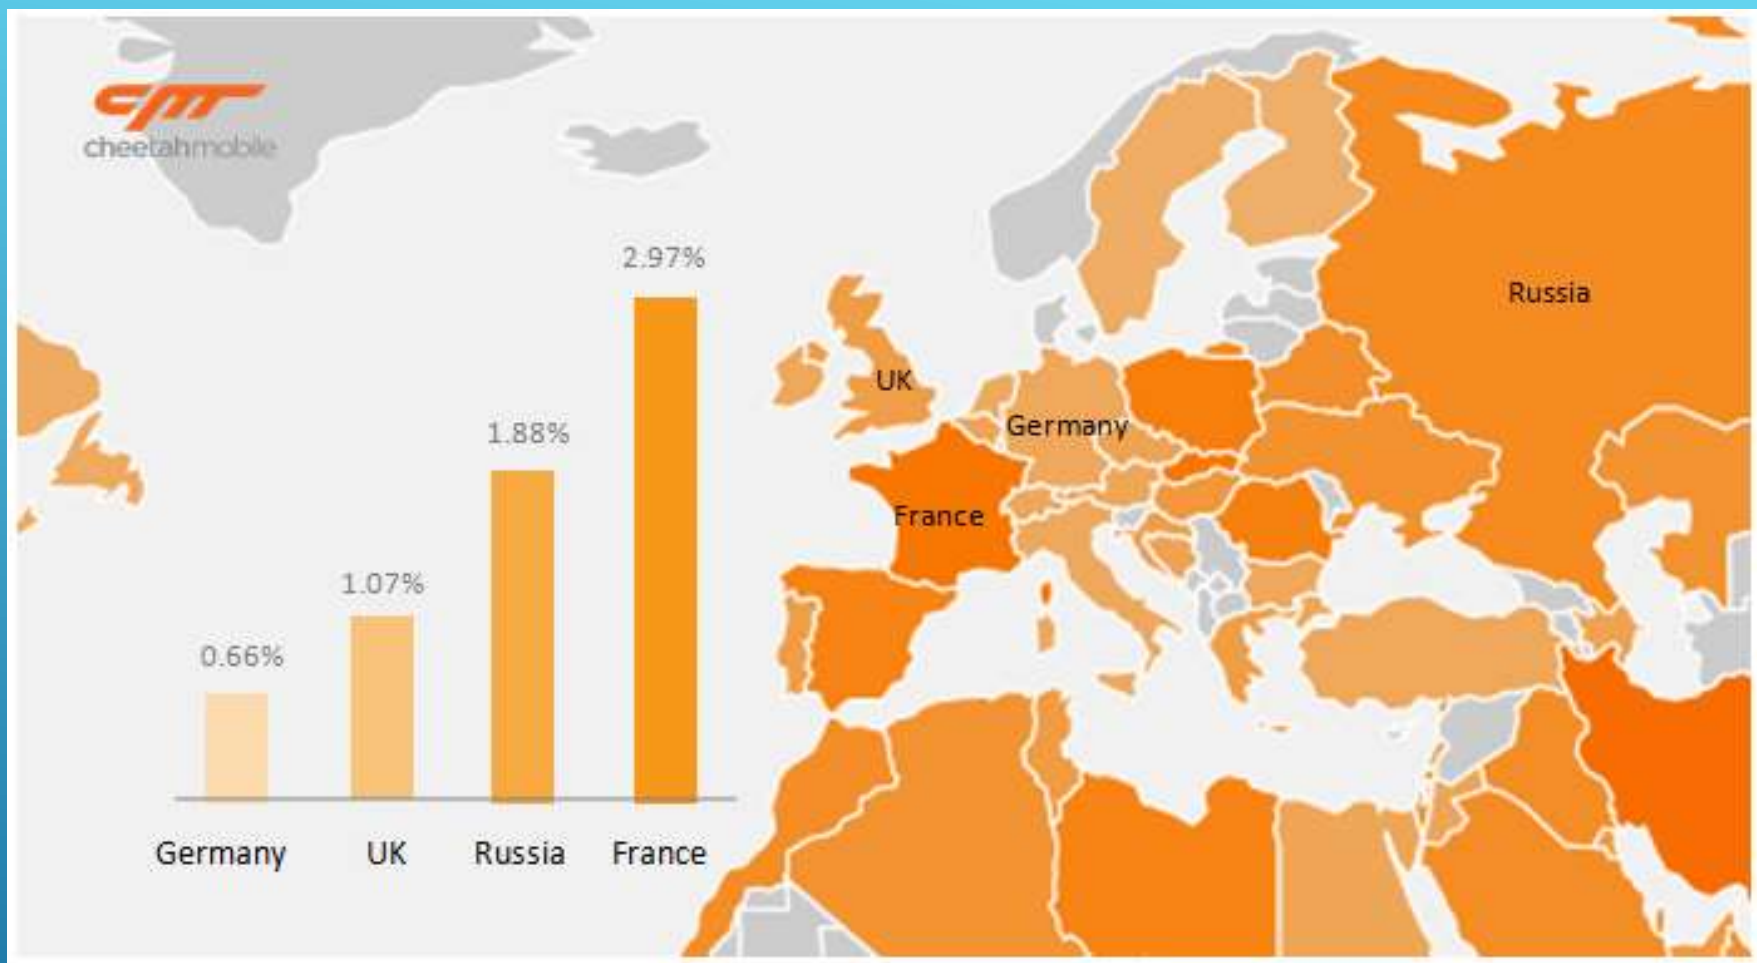 cheetahmobile
2.97%
1.88%
1.07%
0.66%
Germany UK Russia France
Russia
UK
Germany
France